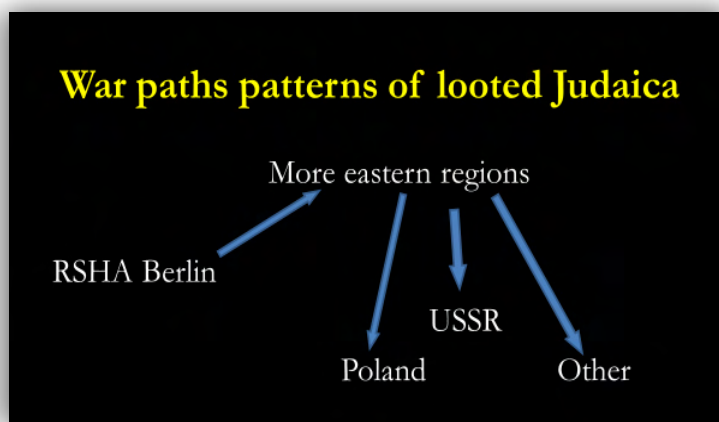 War paths patterns of looted Judaica
More eastern regions
RSHA Berlin
USSR
Poland
Other